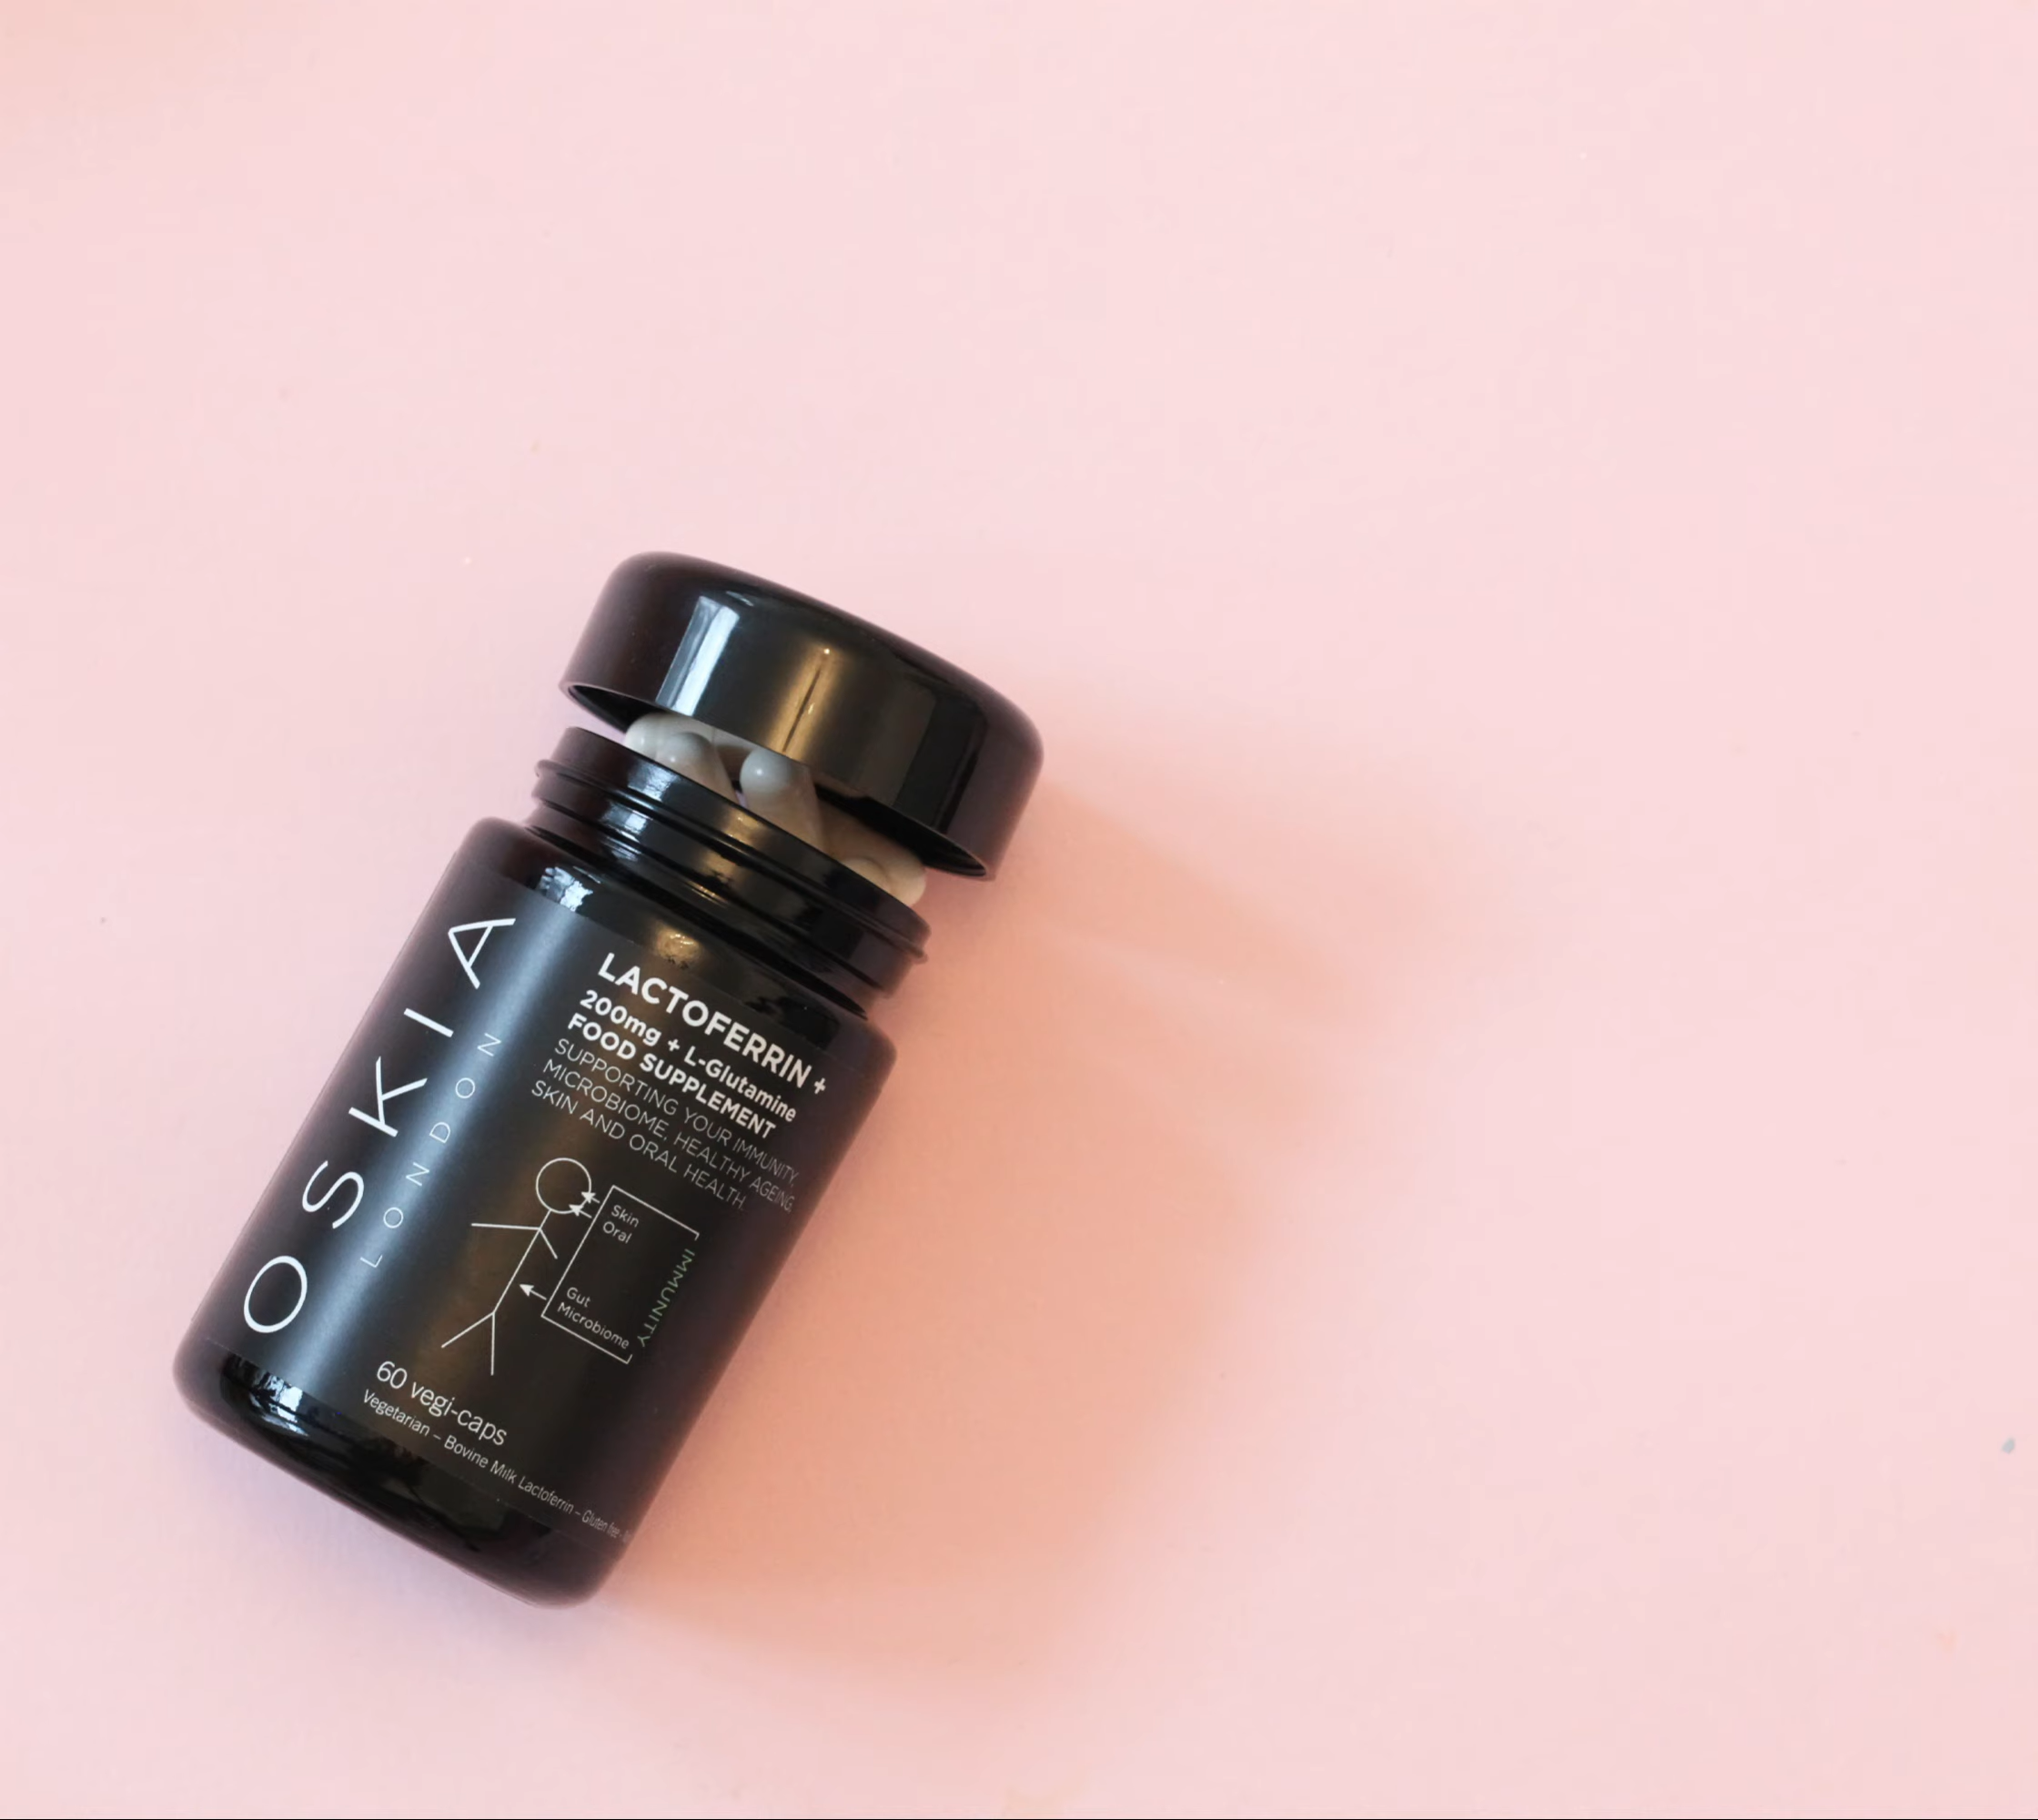 OSKIA
LONDON
LACTOFERRIN +
200mg + L-Glutamine
FOOD SUPPLEMENT
SUPPORTING YOUR IMMUNITY,
MICROBIOME, HEALTHY AGEING,
SKIN AND ORAL HEALTH.
Skin
Oral
IMMUNITY
Gut
Microbiome
60 vegi-caps
Vegetarian – Bovine Milk Lactoferrin – Gluten free